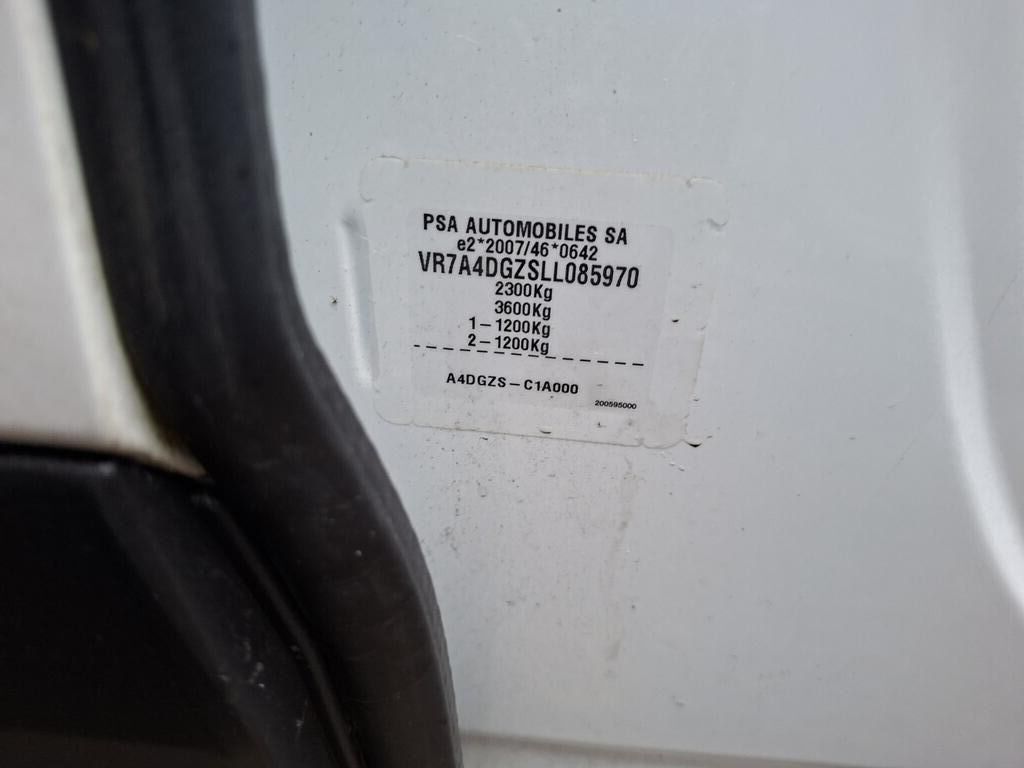 PSA AUTOMOBILES SA
e2*2007/46*0642
VR7A4DGZSLL085970
2300Kg
3600Kg
1-1200Kg
2-1200Kg
A4DGZS-C1A000
200595000